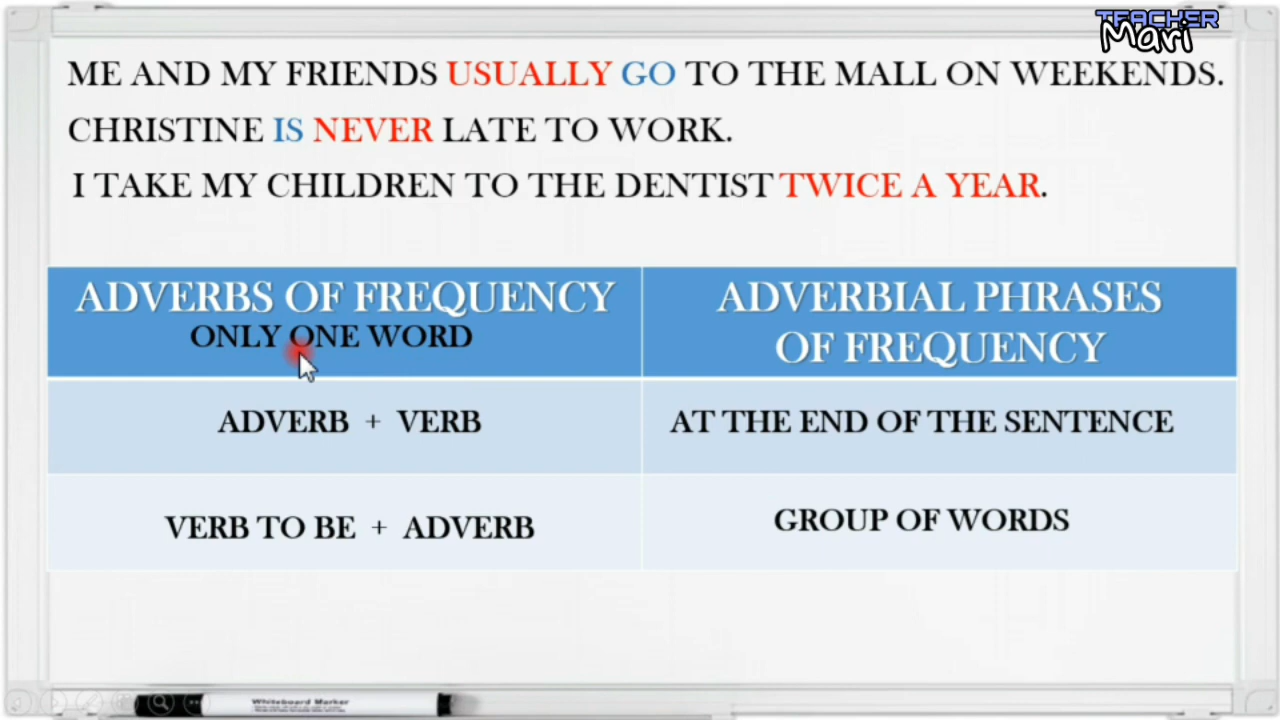 TEACHER
Mari
ME AND MY FRIENDS USUALLY GO TO THE MALL ON WEEKENDS.
CHRISTINE IS NEVER LATE TO WORK.
I TAKE MY CHILDREN TO THE DENTIST TWICE A YEAR.
ADVERBS OF FREQUENCY
ONLY ONE WORD
ADVERBIAL PHRASES
OF FREQUENCY
ADVERB + VERB
AT THE END OF THE SENTENCE
VERB TO BE + ADVERB
GROUP OF WORDS
Whiteboard Marker